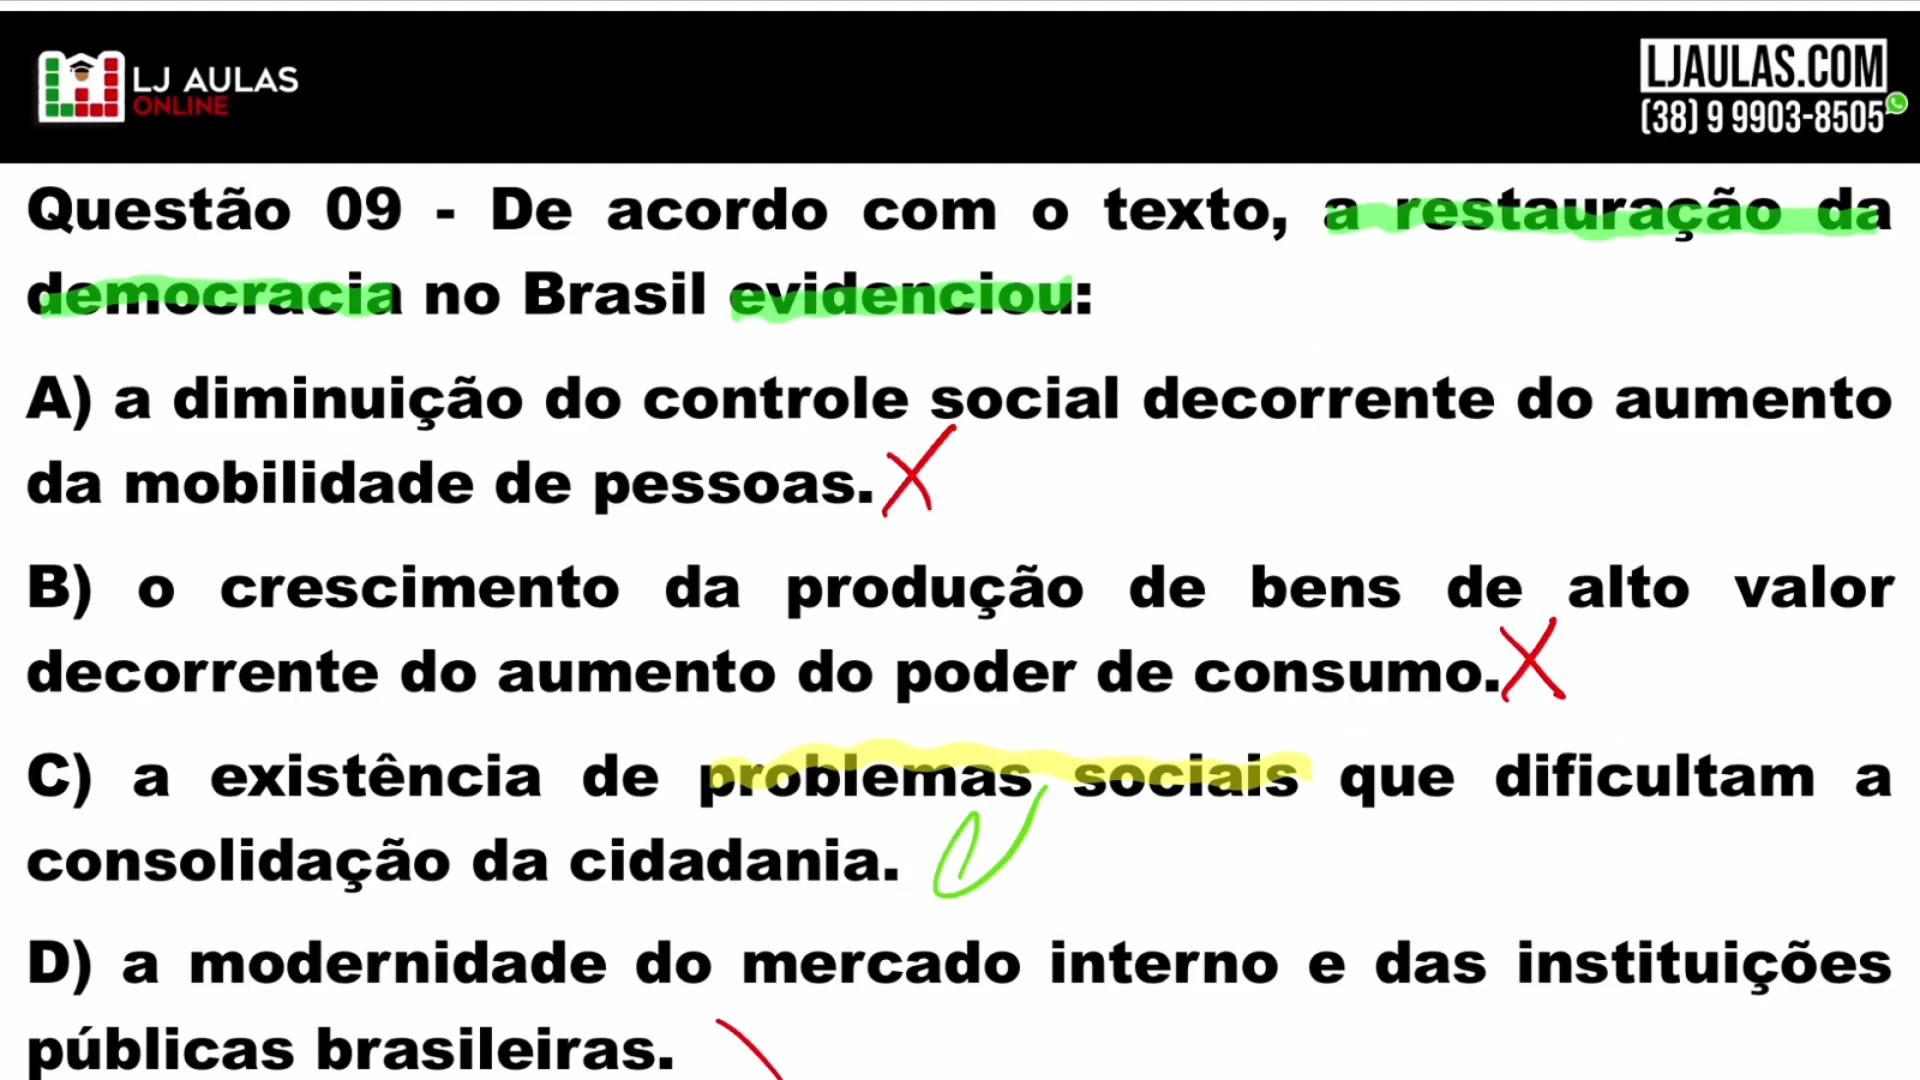 LJ AULAS
ONLINE
LJAULAS.COM
(38) 9 9903-8505
Questão 09 - De acordo com o texto, a restauração da
democracia no Brasil evidenciou:
A) a diminuição do controle social decorrente do aumento
da mobilidade de pessoas.
B) o crescimento da produção de bens de alto valor
decorrente do aumento do poder de consumo.
C) a existência de problemas sociais que dificultam a
consolidação da cidadania.
D) a modernidade do mercado interno e das instituições
públicas brasileiras.